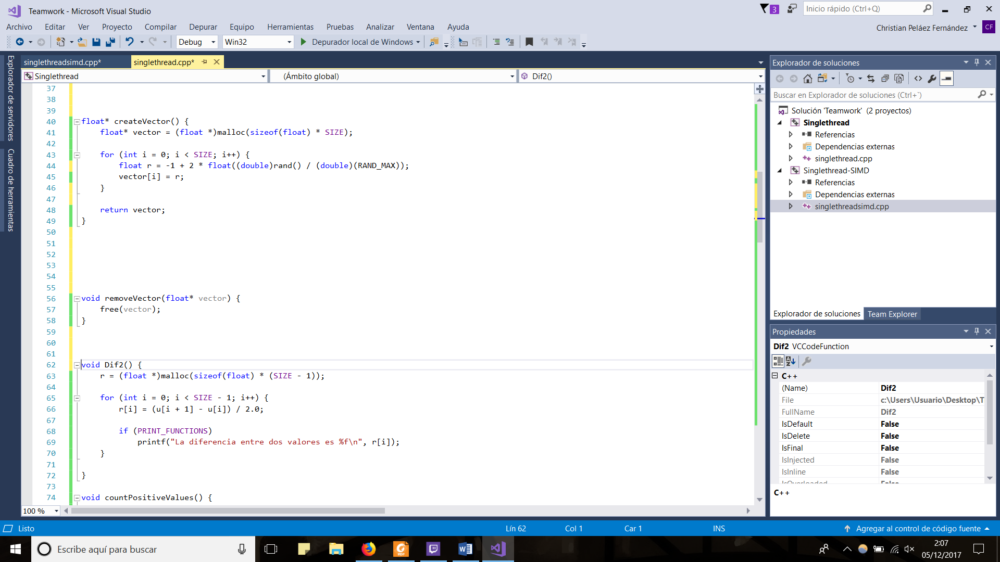 Teamwork - Microsoft Visual Studio
3
Inicio rápido (Ctrl+Q)
Archivo Editar Ver Proyecto Compilar Depurar Equipo Herramientas Pruebas Analizar Ventana Ayuda
Christian Peláez Fernández CF
Debug Win32 Depurador local de Windows
Explorador de servidores
Cuadro de herramientas
singlethreadsimd.cpp* singlethread.cpp*
Singlethread (Ámbito global) Dif2()
37
38
39
40 float* createVector() {
41 float* vector = (float *)malloc(sizeof(float) * SIZE);
42
43 for (int i = 0; i < SIZE; i++) {
44 float r = -1 + 2 * float((double)rand() / (double)(RAND_MAX));
45 vector[i] = r;
46 }
47
48 return vector;
49 }
50
51
52
53
54
55
56 void removeVector(float* vector) {
57 free(vector);
58 }
59
60
61
62 void Dif2() {
63 r = (float *)malloc(sizeof(float) * (SIZE - 1));
64
65 for (int i = 0; i < SIZE - 1; i++) {
66 r[i] = (u[i + 1] - u[i]) / 2.0;
67
68 if (PRINT_FUNCTIONS)
69 printf("La diferencia entre dos valores es %f\n", r[i]);
70 }
71
72 }
73
74 void countPositiveValues() {
100 %
Explorador de soluciones
Buscar en Explorador de soluciones (Ctrl+`)
Solución 'Teamwork' (2 proyectos)
Singlethread
Referencias
Dependencias externas
singlethread.cpp
Singlethread-SIMD
Referencias
Dependencias externas
singlethreadsimd.cpp
Explorador de soluciones Team Explorer
Propiedades
Dif2 VCCodeFunction
C++
(Name) Dif2
File c:\Users\Usuario\Desktop\T
FullName Dif2
IsDefault False
IsDelete False
IsFinal False
IsInjected False
IsInline False
IsOverloaded False
C++
Listo Lín 62 Col 1 Car 1 INS Agregar al control de código fuente
Escribe aquí para buscar
2:07
05/12/2017